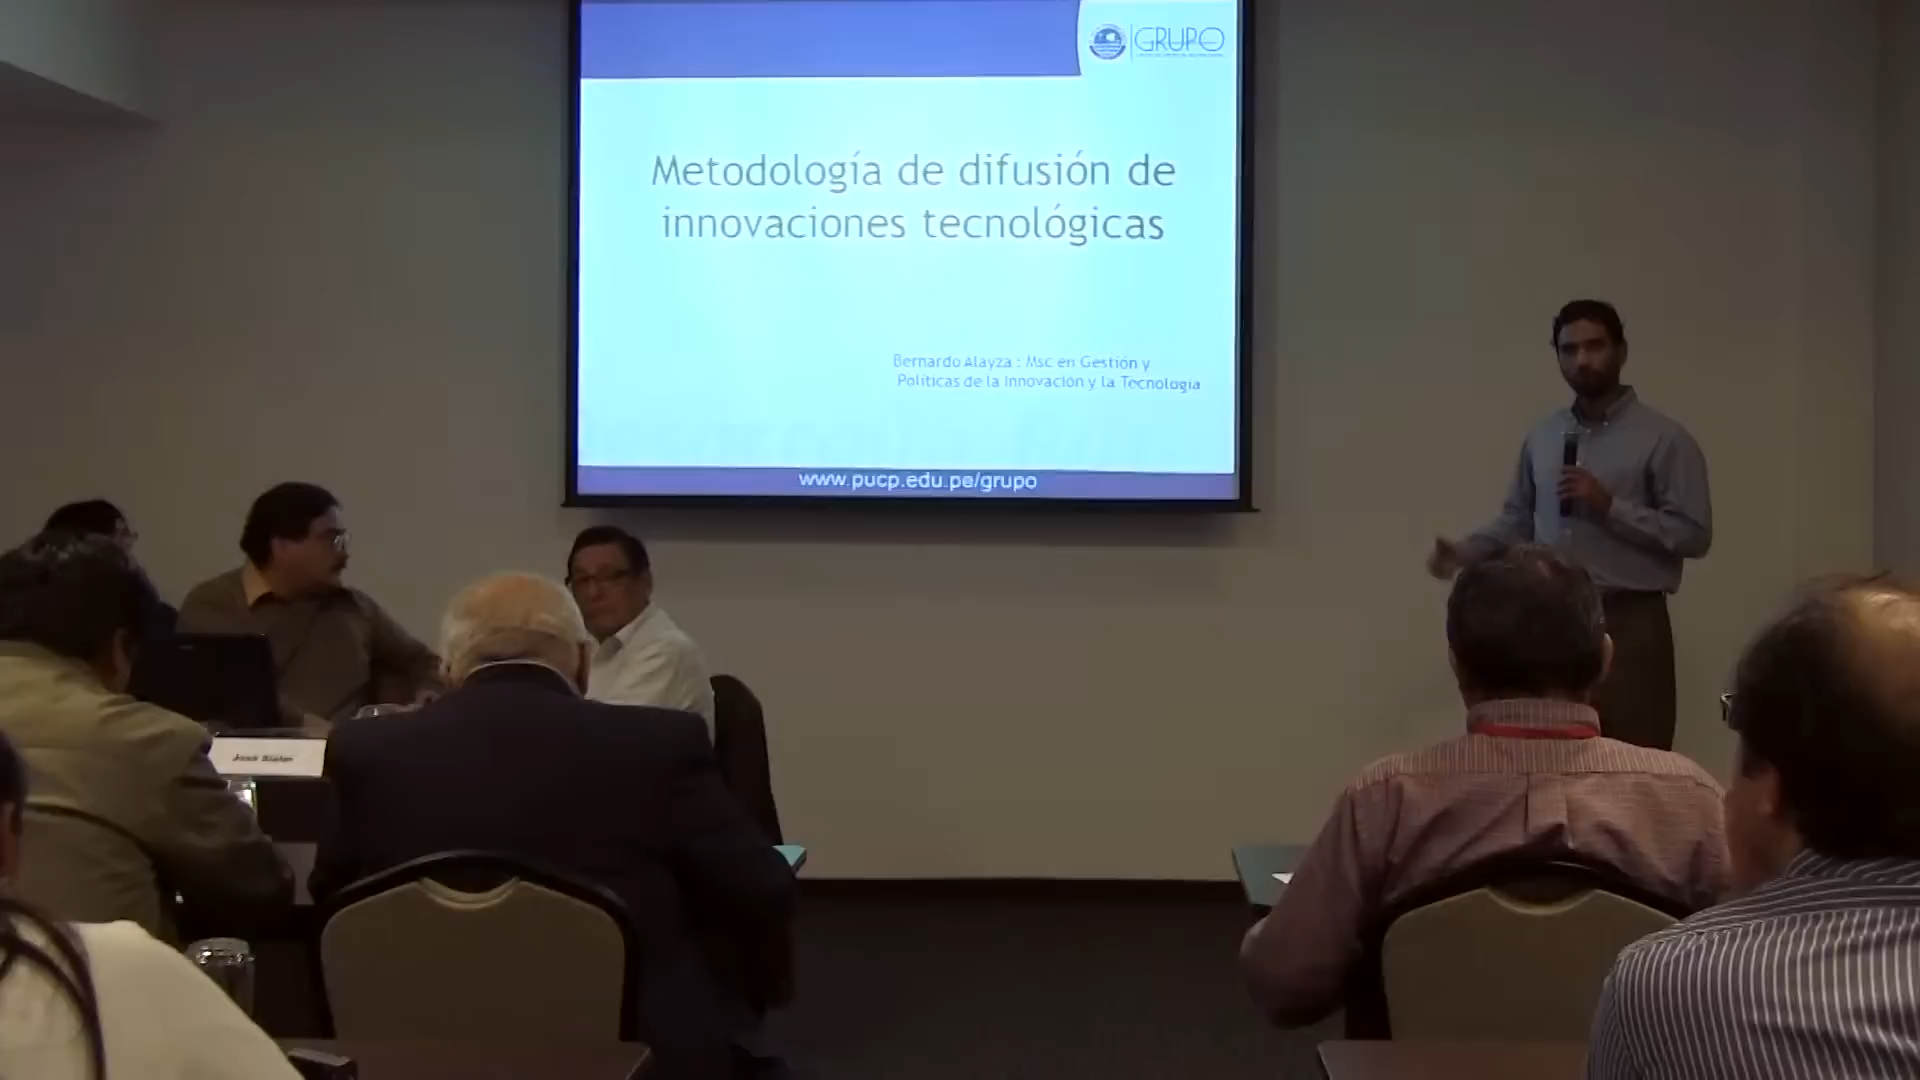 GRUPO
Metodología de difusión de
innovaciones tecnológicas
Bernardo Alayza : Msc en Gestión y
Políticas de la Innovación y la Tecnología
www.pucp.edu.pe/grupo
José